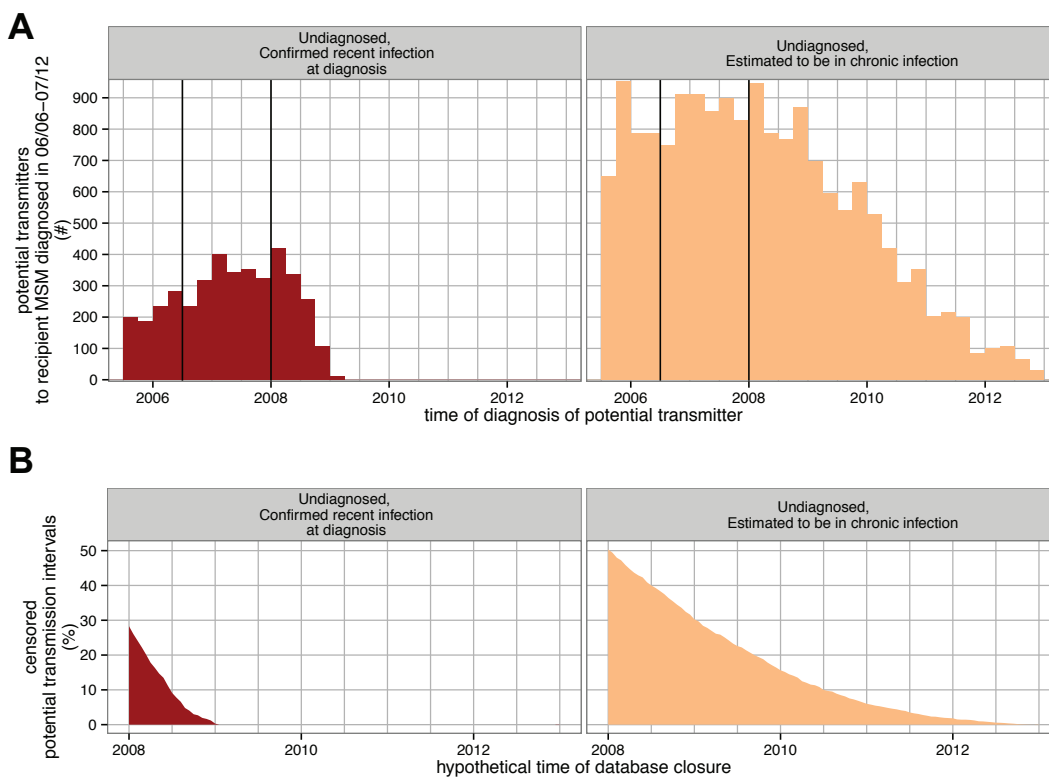 A
Undiagnosed,
Confirmed recent infection
at diagnosis
Undiagnosed,
Estimated to be in chronic infection
potential transmitters
to recipient MSM diagnosed in 06/06−07/12
(#)
900
800
700
600
500
400
300
200
100
0
2006
2008
2010
2012
2006
2008
2010
2012
time of diagnosis of potential transmitter
B
Undiagnosed,
Confirmed recent infection
at diagnosis
Undiagnosed,
Estimated to be in chronic infection
censored
potential transmission intervals
(%)
50
40
30
20
10
0
2008
2010
2012
2008
2010
2012
hypothetical time of database closure